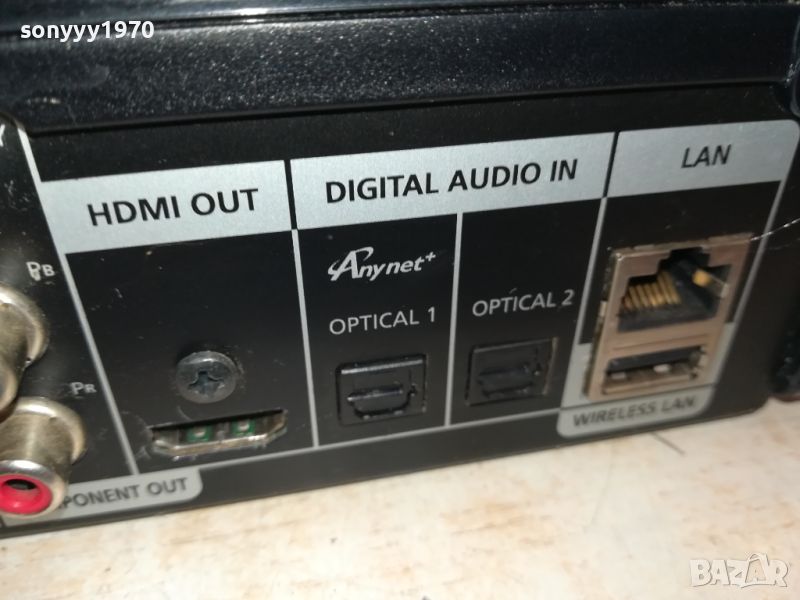 sonyyy1970
Y
HDMI OUT
DIGITAL AUDIO IN
LAN
PB
Anynet+
OPTICAL 1
OPTICAL 2
PR
WIRELESS LAN
PONENT OUT
BAZAR